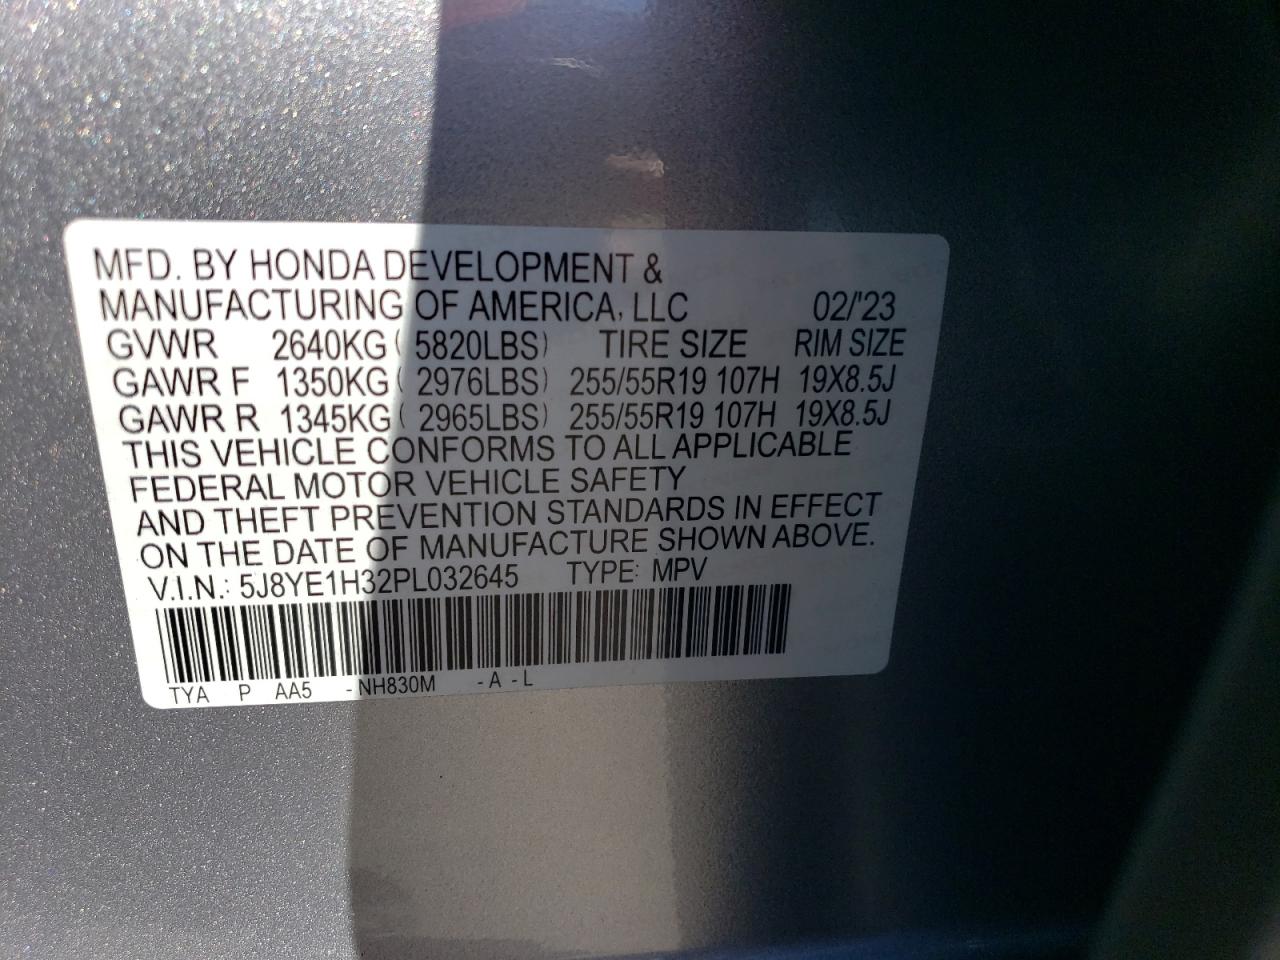 MFD. BY HONDA DEVELOPMENT &
MANUFACTURING OF AMERICA, LLC 02/'23
GVWR 2640KG ( 5820LBS) TIRE SIZE RIM SIZE
GAWR F 1350KG ( 2976LBS) 255/55R19 107H 19X8.5J
GAWR R 1345KG ( 2965LBS) 255/55R19 107H 19X8.5J
THIS VEHICLE CONFORMS TO ALL APPLICABLE
FEDERAL MOTOR VEHICLE SAFETY
AND THEFT PREVENTION STANDARDS IN EFFECT
ON THE DATE OF MANUFACTURE SHOWN ABOVE.
V.I.N.: 5J8YE1H32PL032645 TYPE: MPV
TYA P AA5 -NH830M -A -L